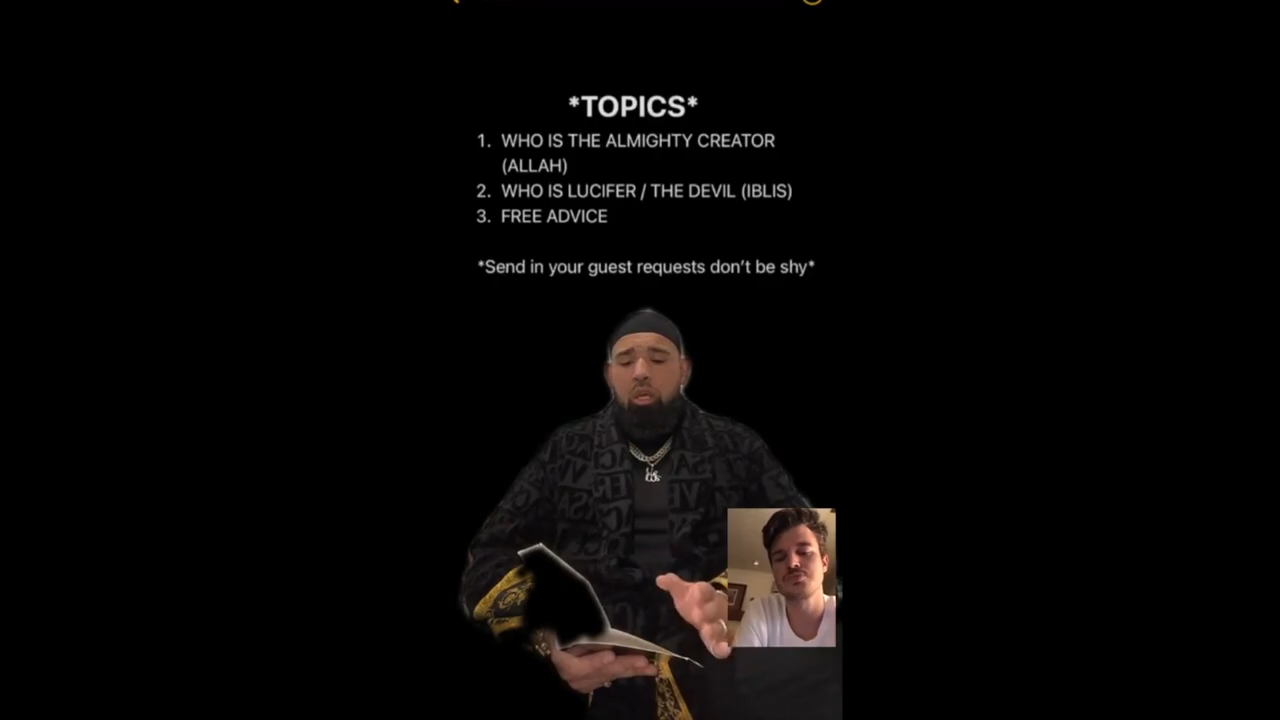 *TOPICS*
1. WHO IS THE ALMIGHTY CREATOR
(ALLAH)
2. WHO IS LUCIFER / THE DEVIL (IBLIS)
3. FREE ADVICE
*Send in your guest requests don't be shy*